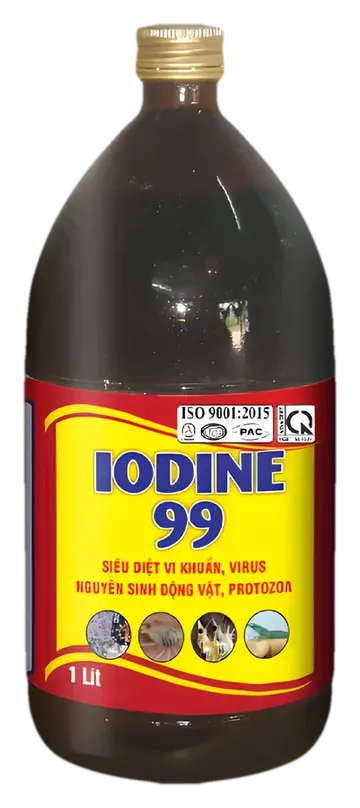 ISO 9001:2015
PAC
IODINE
99
SIÊU DIỆT VI KHUẨN, VIRUS
NGUYÊN SINH ĐỘNG VẬT, PROTOZOA
1 Lít